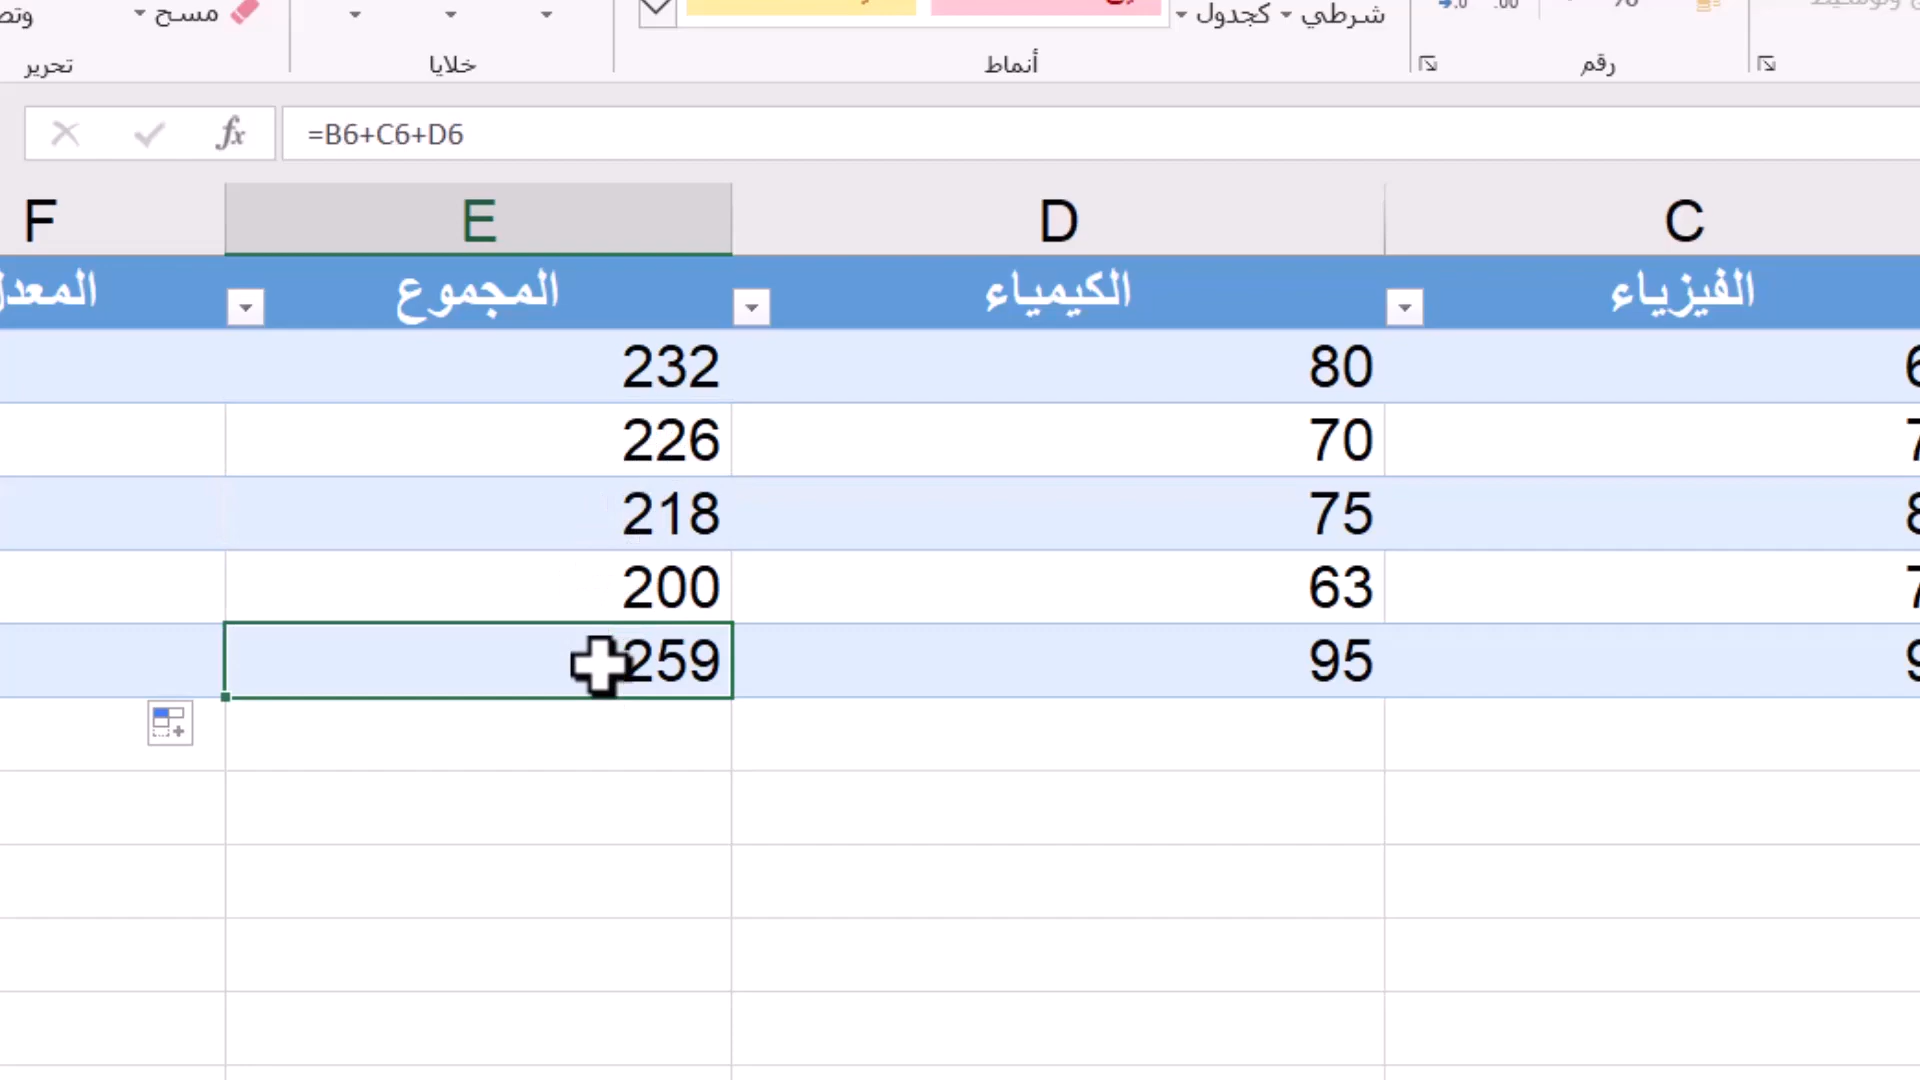 شرطي كجدول مسح
رقم أنماط خلايا تحرير
=B6+C6+D6
C D E F
الفيزياء الكيمياء المجموع المعدل
80 232
70 226
75 218
63 200
95 259